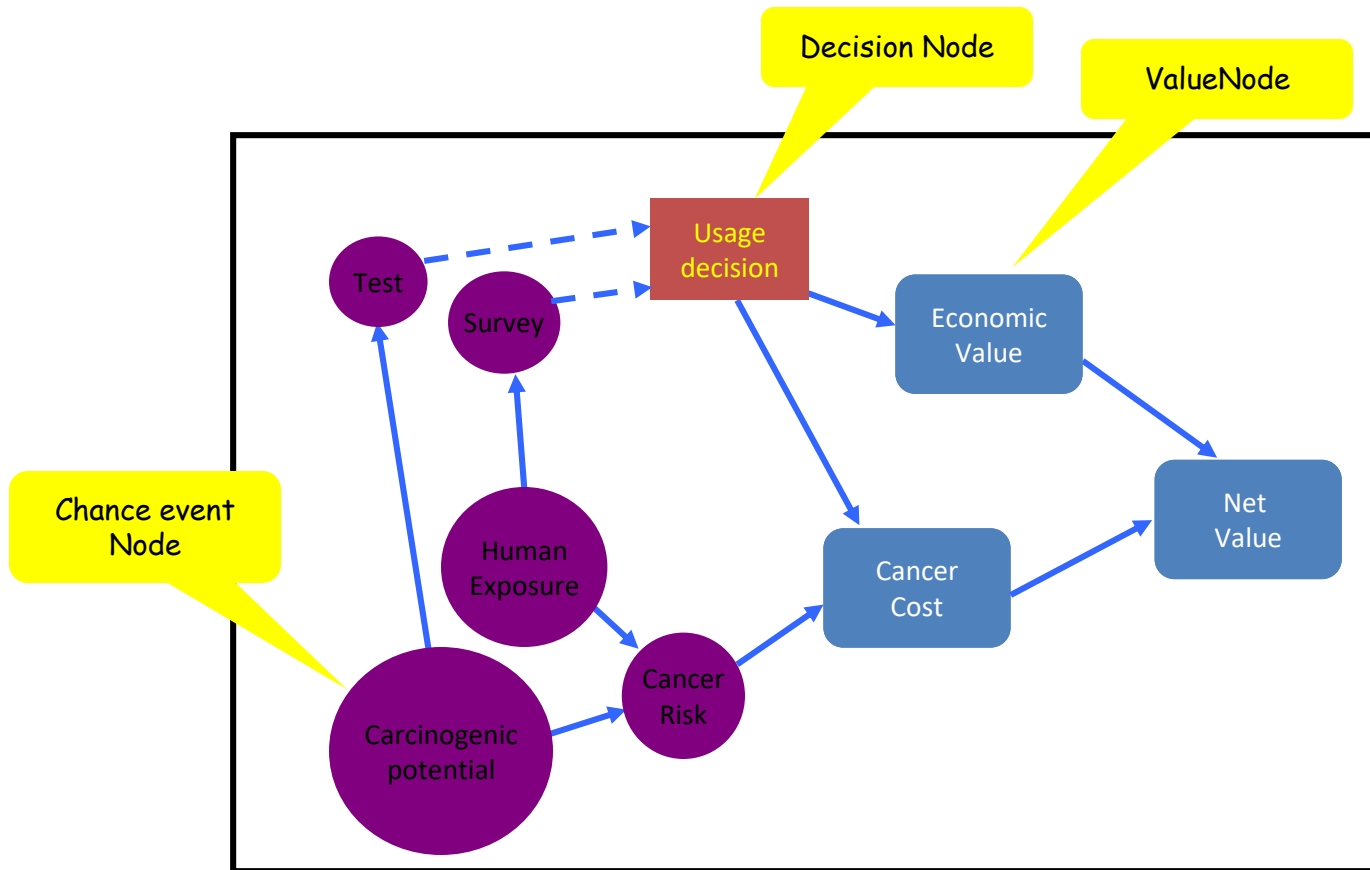 Decision Node
ValueNode
Usage
decision
Test
Survey
Economic
Value
Chance event
Node
Human
Exposure
Net
Value
Cancer
Cost
Cancer
Risk
Carcinogenic
potential